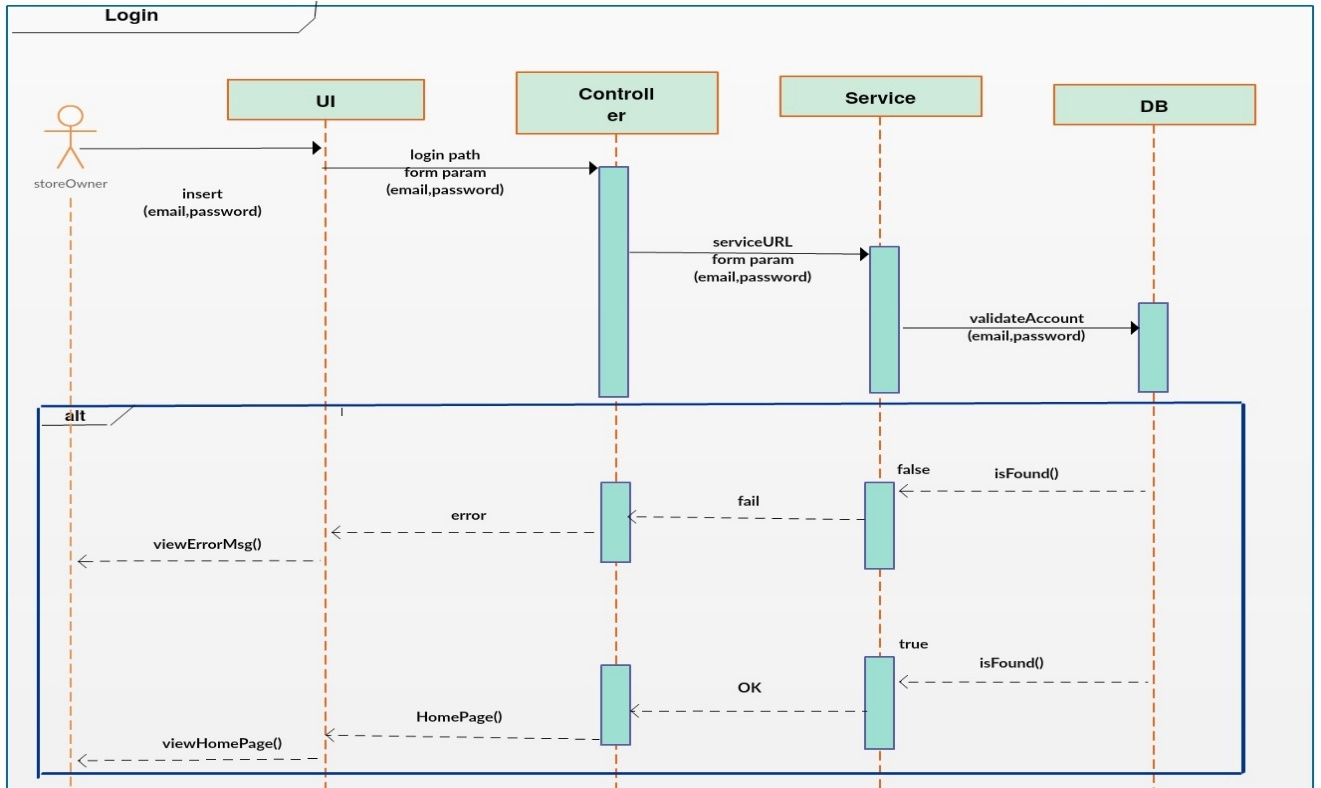 Login
UI
Controll
er
Service
DB
storeOwner
insert
(email,password)
login path
form param
(email,password)
serviceURL
form param
(email,password)
validateAccount
(email,password)
alt
false
isFound()
fail
error
viewErrorMsg()
true
isFound()
OK
HomePage()
viewHomePage()